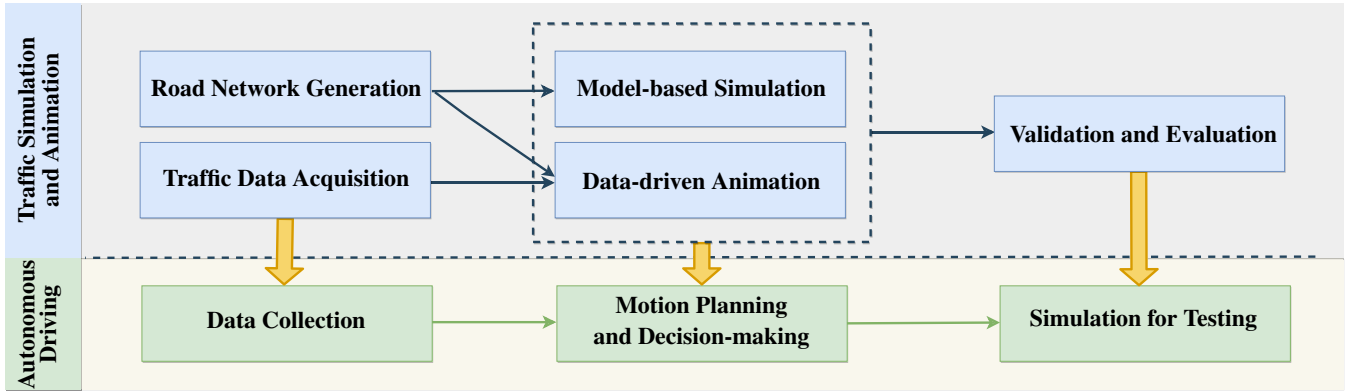 Traffic Simulation
and Animation
Road Network Generation
Model-based Simulation
Validation and Evaluation
Traffic Data Acquisition
Data-driven Animation
Autonomous
Driving
Data Collection
Motion Planning
and Decision-making
Simulation for Testing